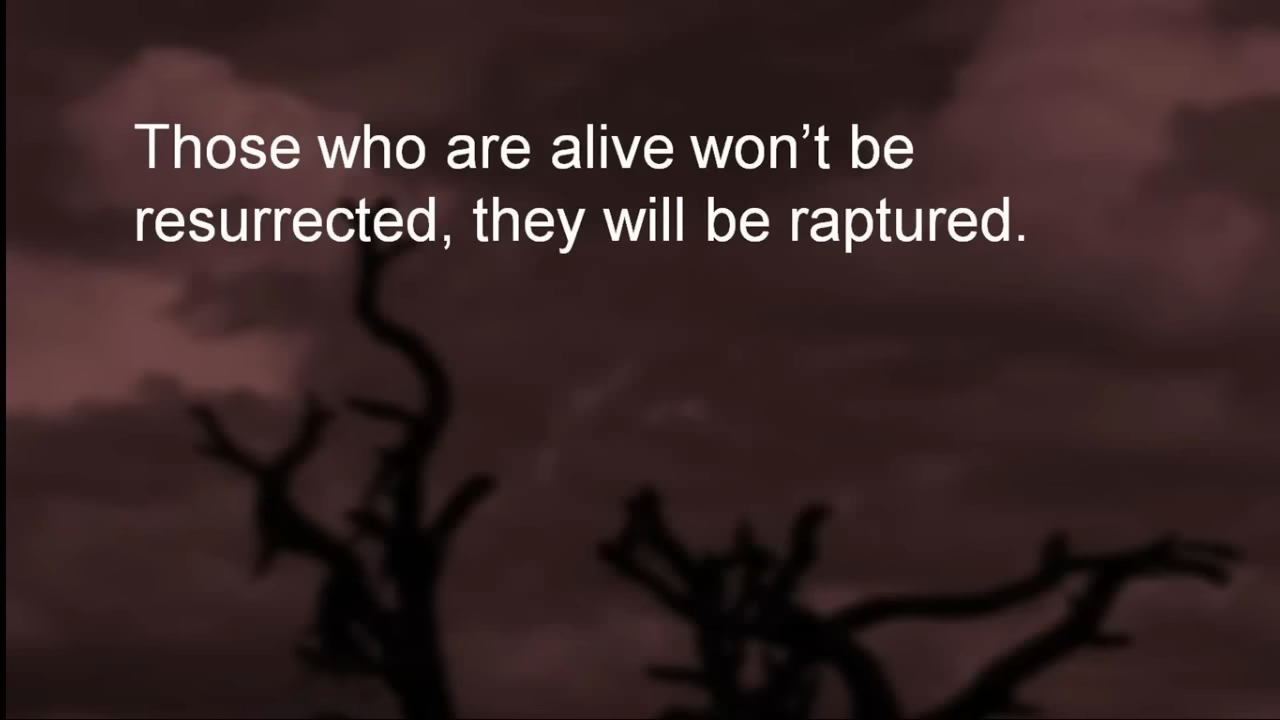 Those who are alive won’t be
resurrected, they will be raptured.